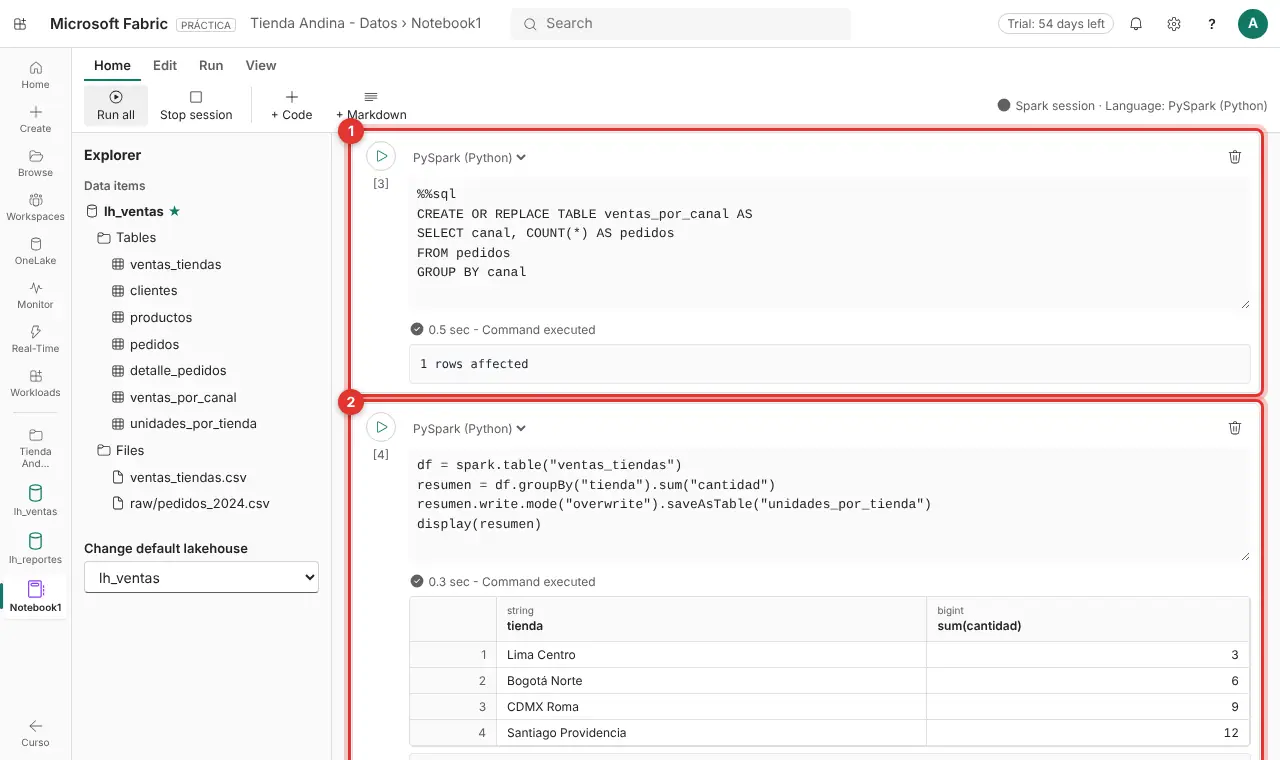 Microsoft Fabric PRÁCTICA Tienda Andina - Datos › Notebook1 Search Trial: 54 days left ? A
Home Edit Run View
Run all Stop session + Code + Markdown Spark session · Language: PySpark (Python)
Home
Create
Browse
Workspaces
OneLake
Monitor
Real-Time
Workloads
Tienda
And...
lh_ventas
lh_reportes
Notebook1
Curso
Explorer
Data items
lh_ventas ★
Tables
ventas_tiendas
clientes
productos
pedidos
detalle_pedidos
ventas_por_canal
unidades_por_tienda
Files
ventas_tiendas.csv
raw/pedidos_2024.csv
Change default lakehouse
lh_ventas
1
PySpark (Python)
[3]
%%sql
CREATE OR REPLACE TABLE ventas_por_canal AS
SELECT canal, COUNT(*) AS pedidos
FROM pedidos
GROUP BY canal
0.5 sec - Command executed
1 rows affected
2
PySpark (Python)
[4]
df = spark.table("ventas_tiendas")
resumen = df.groupBy("tienda").sum("cantidad")
resumen.write.mode("overwrite").saveAsTable("unidades_por_tienda")
display(resumen)
0.3 sec - Command executed
string bigint
tienda sum(cantidad)
1 Lima Centro 3
2 Bogotá Norte 6
3 CDMX Roma 9
4 Santiago Providencia 12